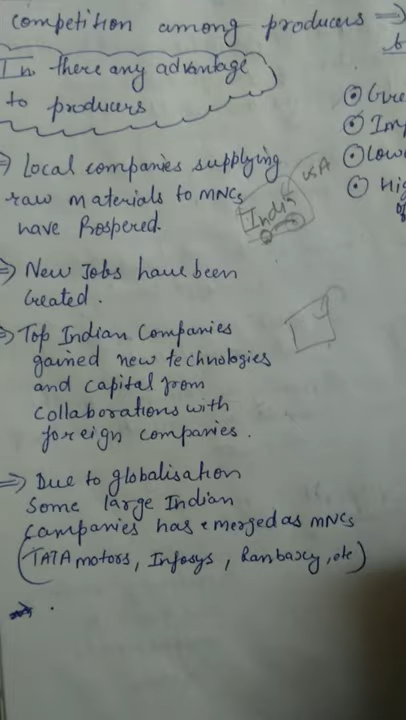 competition among producers ⇒
Is there any advantage
to producers
⇒ Local companies supplying
raw materials to MNCs
have Prospered.
India
USA
⇒ New Jobs have been
Created.
⇒ Top Indian Companies
gained new technologies
and capital from
collaborations with
foreign companies.
⇒ Due to globalisation
Some large Indian
companies has emerged as MNCs
(TATA motors, Infosys, Ranbaxy, etc)
⊙ Imp
⊙ Low